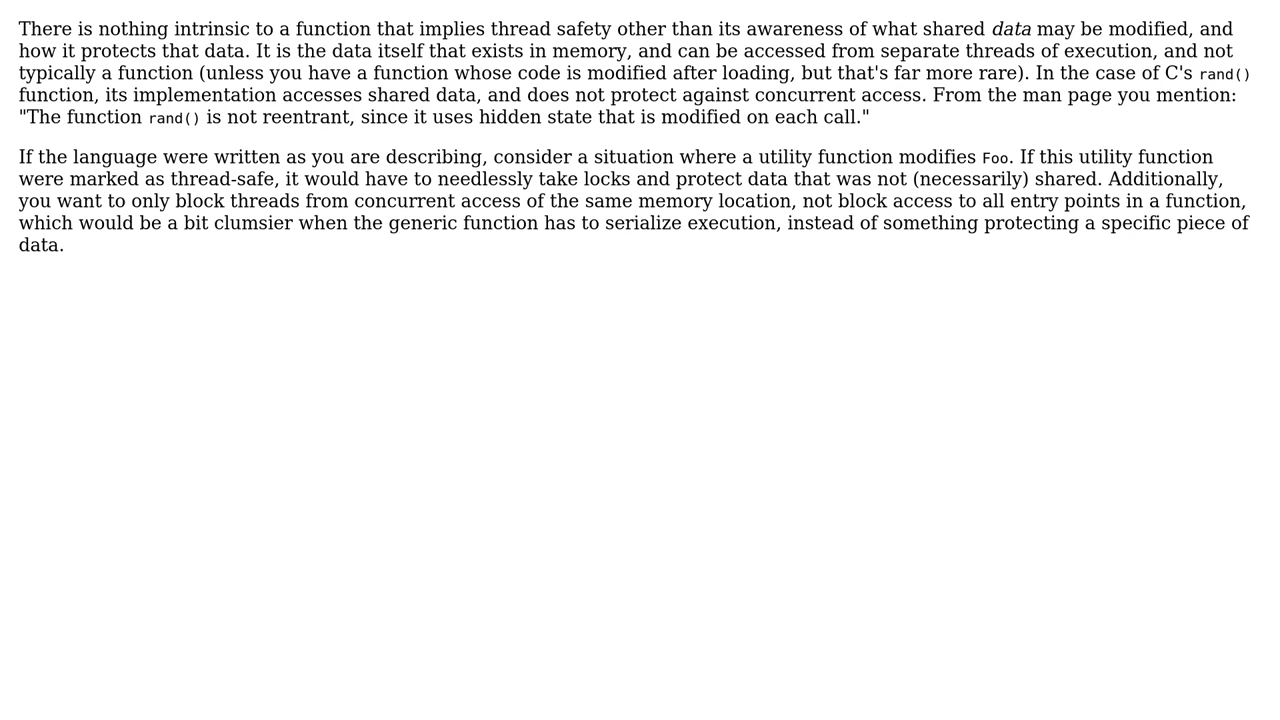 There is nothing intrinsic to a function that implies thread safety other than its awareness of what shared data may be modified, and
how it protects that data. It is the data itself that exists in memory, and can be accessed from separate threads of execution, and not
typically a function (unless you have a function whose code is modified after loading, but that's far more rare). In the case of C's rand()
function, its implementation accesses shared data, and does not protect against concurrent access. From the man page you mention:
"The function rand() is not reentrant, since it uses hidden state that is modified on each call."
If the language were written as you are describing, consider a situation where a utility function modifies Foo. If this utility function
were marked as thread-safe, it would have to needlessly take locks and protect data that was not (necessarily) shared. Additionally,
you want to only block threads from concurrent access of the same memory location, not block access to all entry points in a function,
which would be a bit clumsier when the generic function has to serialize execution, instead of something protecting a specific piece of
data.